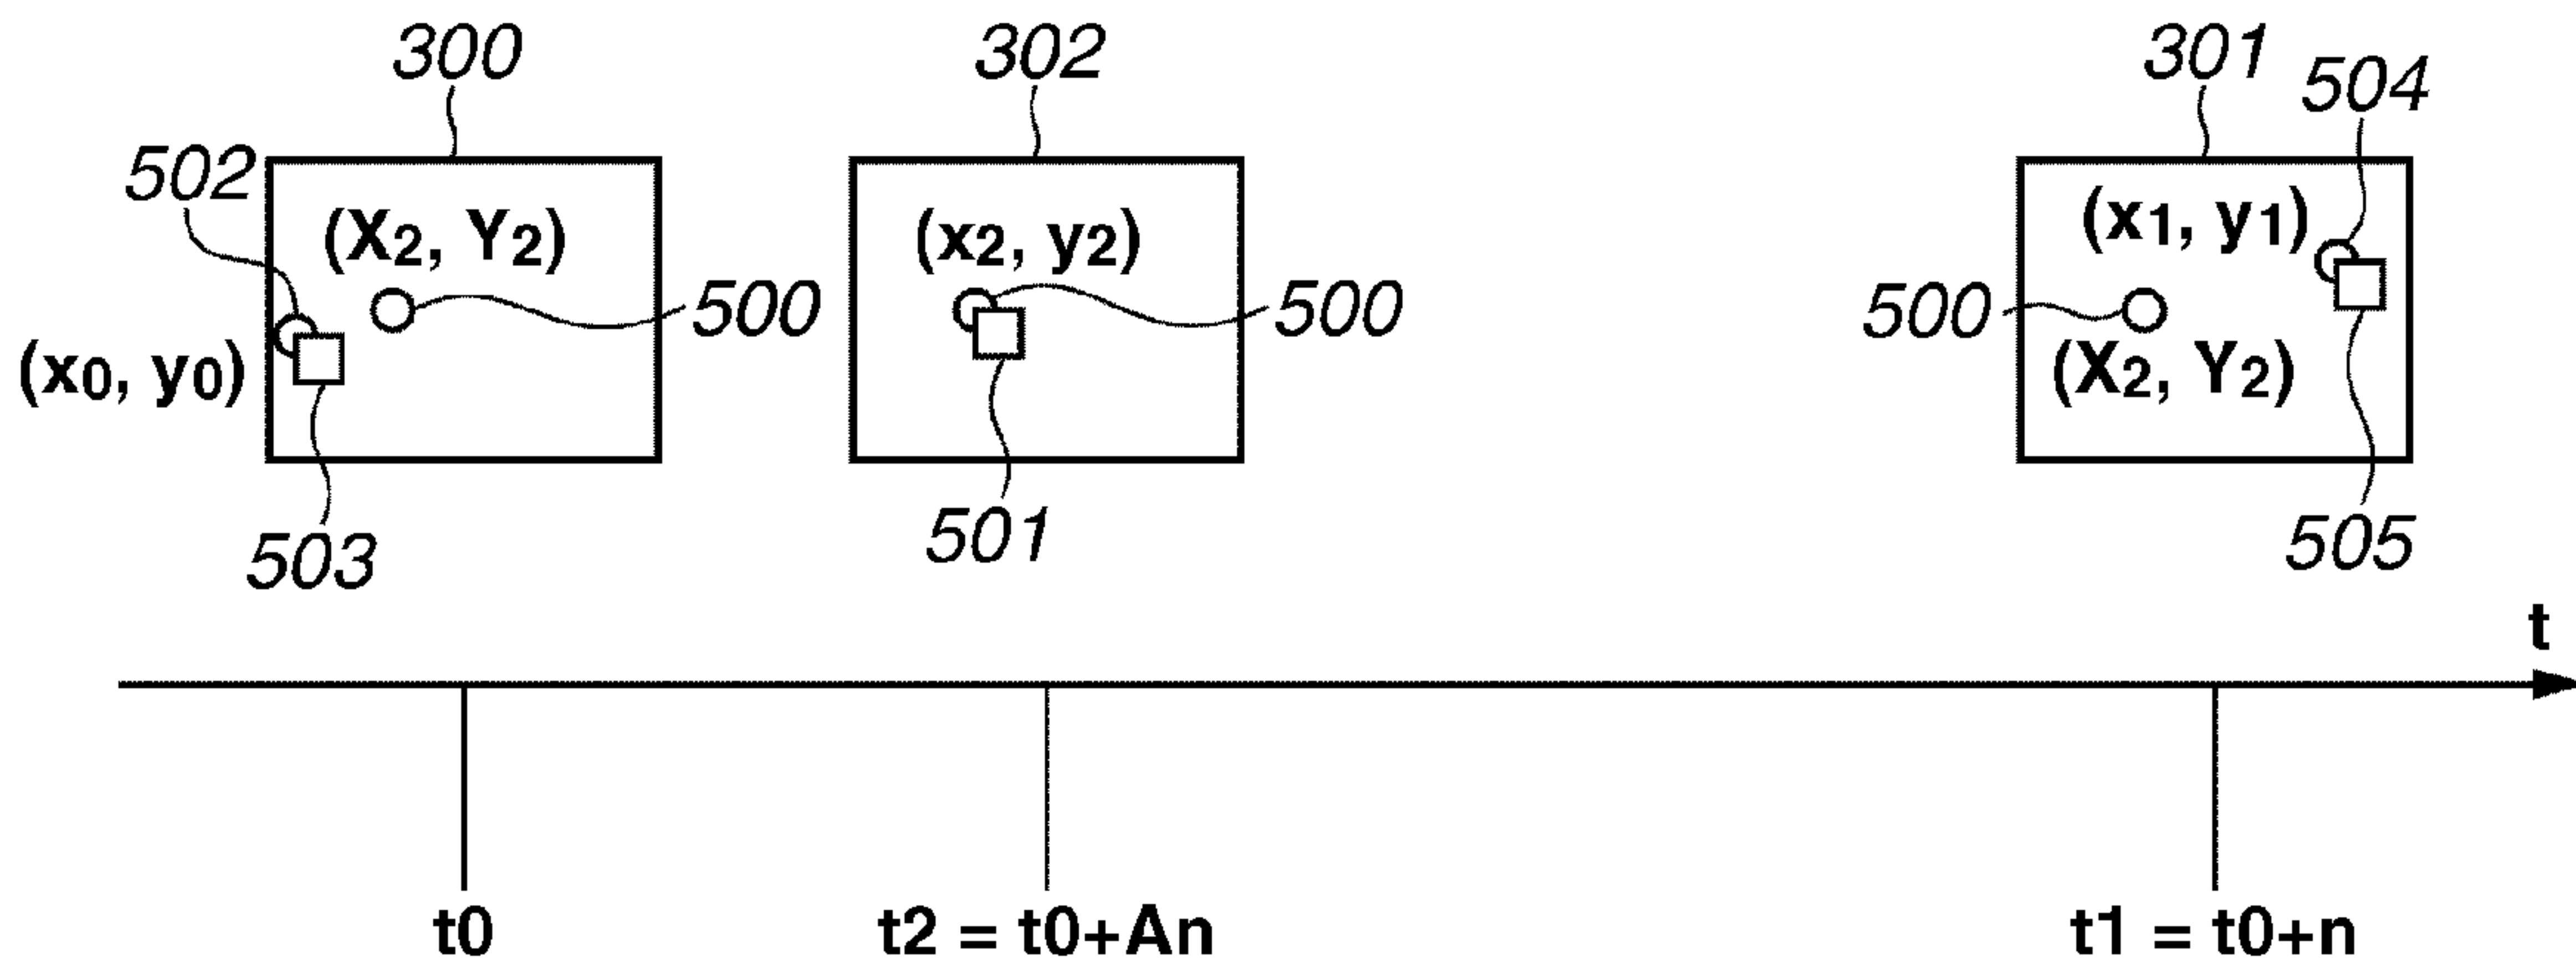 300
302
301
504
502
(X2, Y2)
(x2, y2)
(x1, y1)
500
500
500
(x0, y0)
(X2, Y2)
503
501
505
t
t0
t2 = t0+An
t1 = t0+n